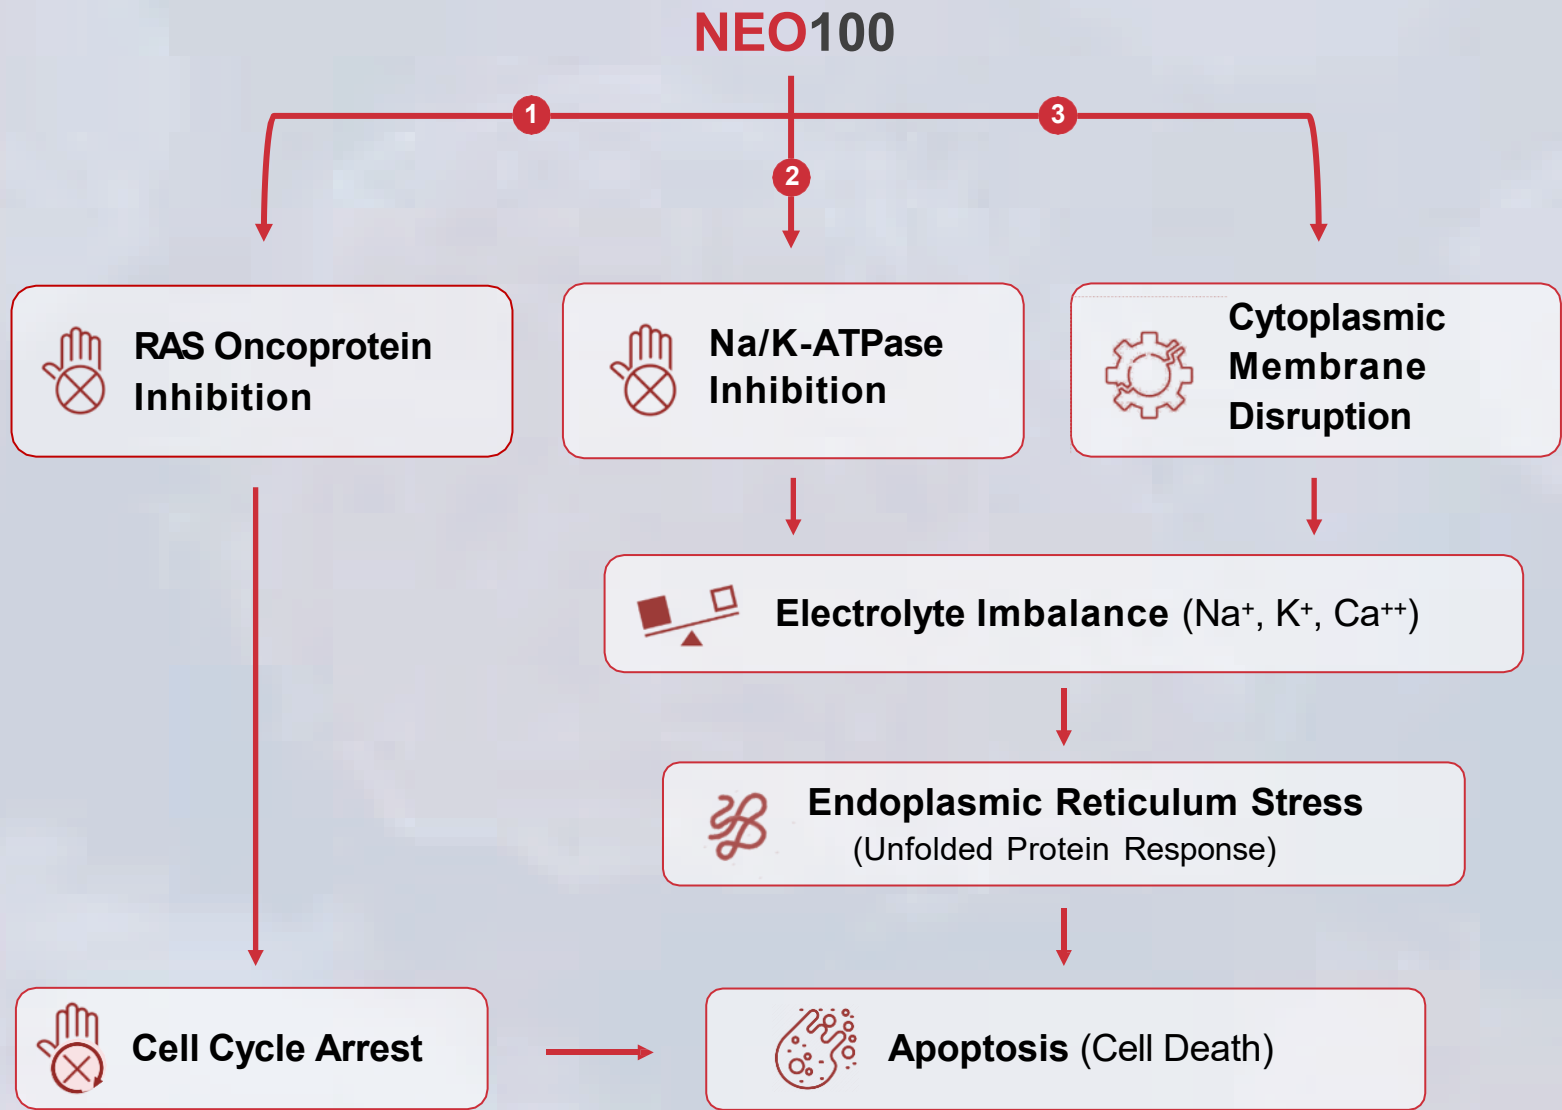 NEO100
1
3
2
RAS Oncoprotein
Inhibition
Na/K-ATPase
Inhibition
Cytoplasmic
Membrane
Disruption
Electrolyte Imbalance (Na⁺, K⁺, Ca⁺⁺)
Endoplasmic Reticulum Stress
(Unfolded Protein Response)
Cell Cycle Arrest
Apoptosis (Cell Death)